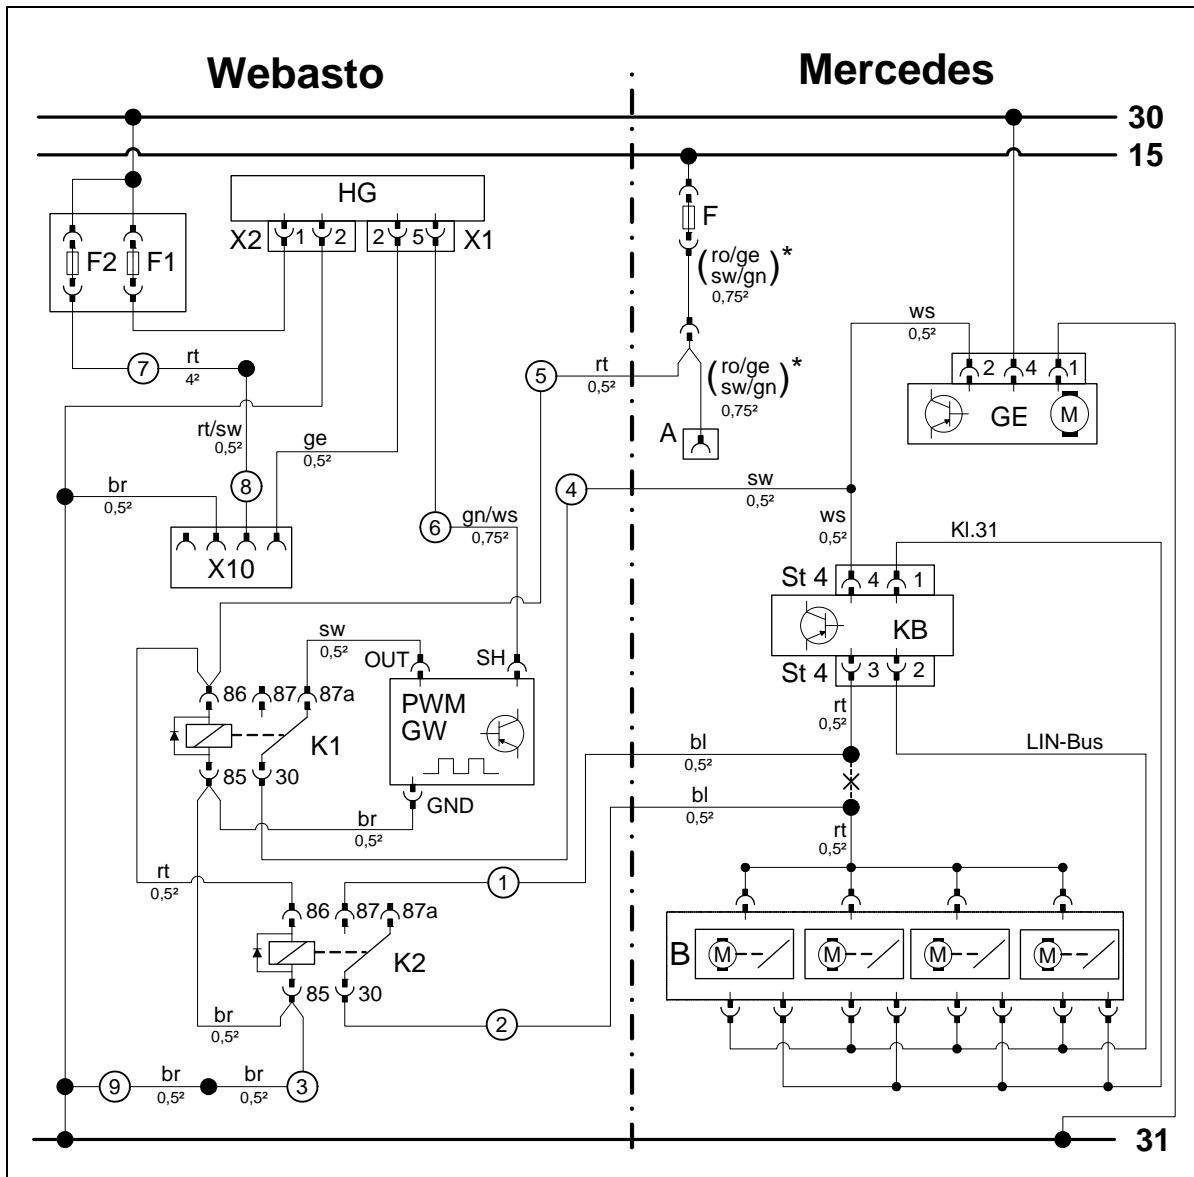 Webasto
Mercedes
30
15
HG
X2
1
2
2
5
X1
F2
F1
F
(ro/ge
sw/gn)*
0,75²
7
rt
4²
5
rt
0,5²
(ro/ge
sw/gn)*
0,75²
A
ws
0,5²
2
4
1
GE
M
rt/sw
0,5²
ge
0,5²
br
0,5²
8
6
gn/ws
0,75²
4
sw
0,5²
ws
0,5²
Kl.31
X10
St 4
4
1
KB
St 4
3
2
sw
0,5²
OUT
SH
86
87
87a
PWM
GW
K1
85
30
GND
br
0,5²
rt
0,5²
LIN-Bus
bl
0,5²
bl
0,5²
rt
0,5²
rt
0,5²
1
86
87
87a
K2
85
30
B
M
M
M
M
br
0,5²
2
9
br
0,5²
br
0,5²
3
31